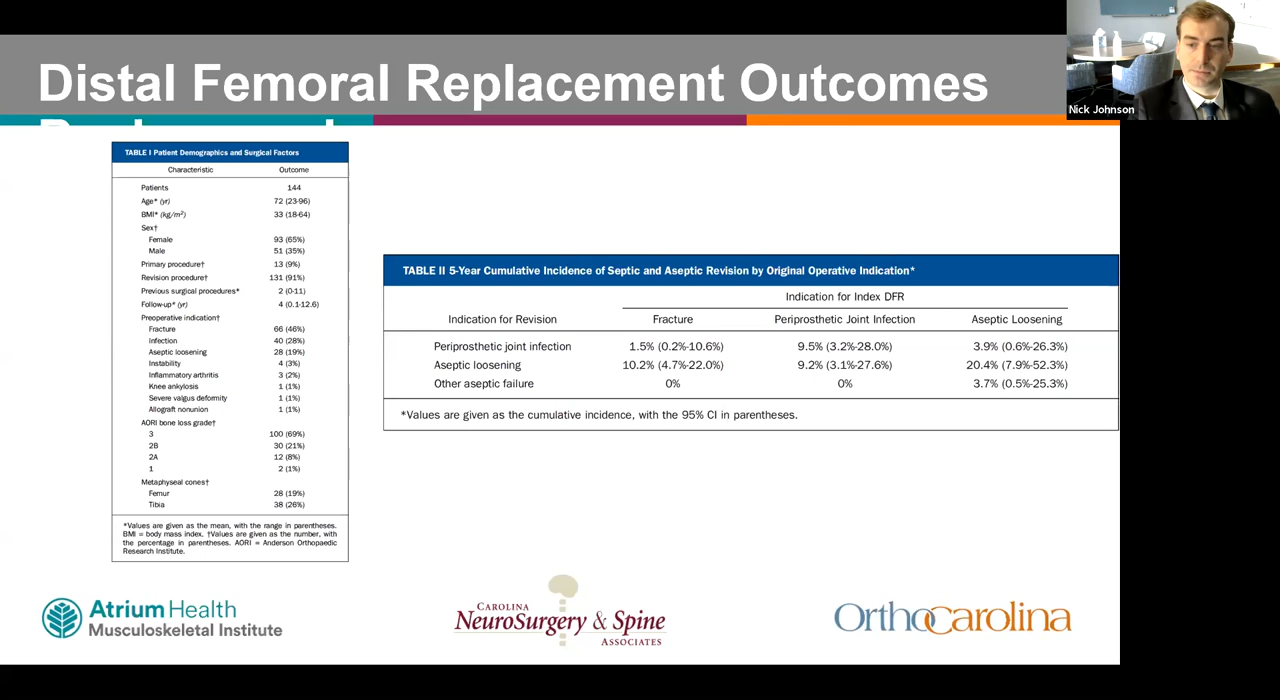 Distal Femoral Replacement Outcomes
Nick Johnson
TABLE I Patient Demographics and Surgical Factors
Characteristic Outcome
Patients 144
Age* (yr) 72 (23-96)
BMI* (kg/m²) 33 (18-64)
Sex†
Female 93 (65%)
Male 51 (35%)
Primary procedure† 13 (9%)
Revision procedure† 131 (91%)
Previous surgical procedures* 2 (0-11)
Follow-up* (yr) 4 (0.1-12.6)
Preoperative indication†
Fracture 66 (46%)
Infection 40 (28%)
Aseptic loosening 28 (19%)
Instability 4 (3%)
Inflammatory arthritis 3 (2%)
Knee ankylosis 1 (1%)
Severe valgus deformity 1 (1%)
Allograft nonunion 1 (1%)
AORI bone loss grade†
3 100 (69%)
2B 30 (21%)
2A 12 (8%)
1 2 (1%)
Metaphyseal cones†
Femur 28 (19%)
Tibia 38 (26%)
*Values are given as the mean, with the range in parentheses.
BMI = body mass index. †Values are given as the number, with
the percentage in parentheses. AORI = Anderson Orthopaedic
Research Institute.
TABLE II 5-Year Cumulative Incidence of Septic and Aseptic Revision by Original Operative Indication*
Indication for Index DFR
Indication for Revision Fracture Periprosthetic Joint Infection Aseptic Loosening
Periprosthetic joint infection 1.5% (0.2%-10.6%) 9.5% (3.2%-28.0%) 3.9% (0.6%-26.3%)
Aseptic loosening 10.2% (4.7%-22.0%) 9.2% (3.1%-27.6%) 20.4% (7.9%-52.3%)
Other aseptic failure 0% 0% 3.7% (0.5%-25.3%)
*Values are given as the cumulative incidence, with the 95% CI in parentheses.
Atrium Health
Musculoskeletal Institute
CAROLINA
NEUROSURGERY & SPINE
ASSOCIATES
OrthoCarolina